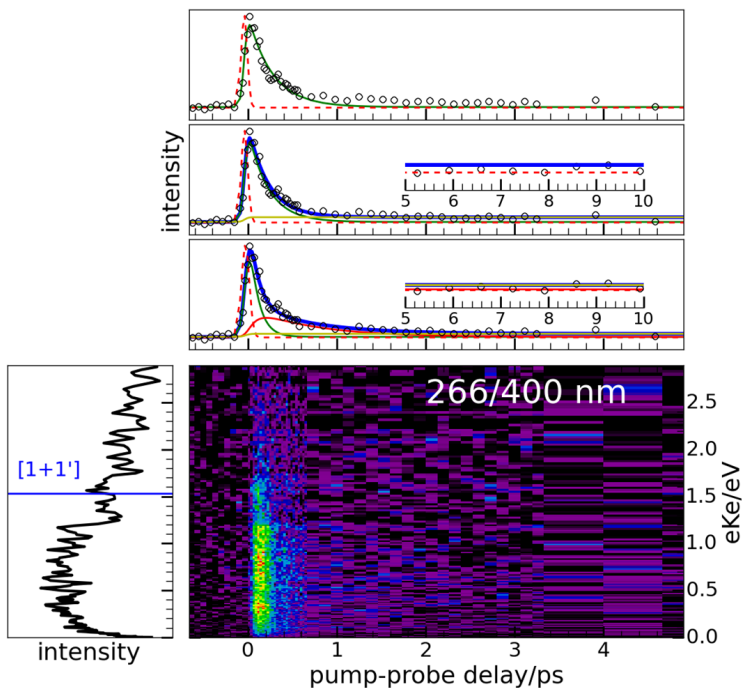 intensity
5 6 7 8 9 10
5 6 7 8 9 10
266/400 nm
[1+1']
2.5
2.0
1.5
1.0
0.5
0.0
eKe/eV
0 1 2 3 4
intensity
pump-probe delay/ps